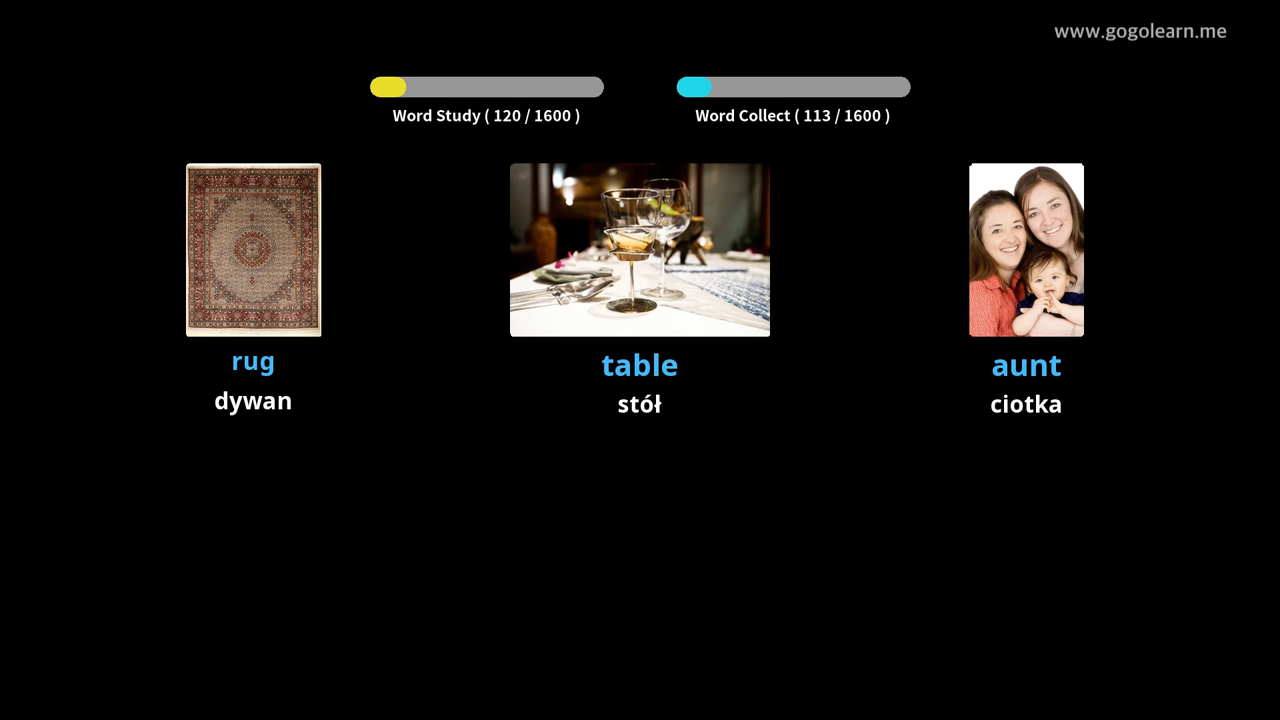 www.gogolearn.me
Word Study ( 120 / 1600 )
Word Collect ( 113 / 1600 )
rug
dywan
table
stół
aunt
ciotka